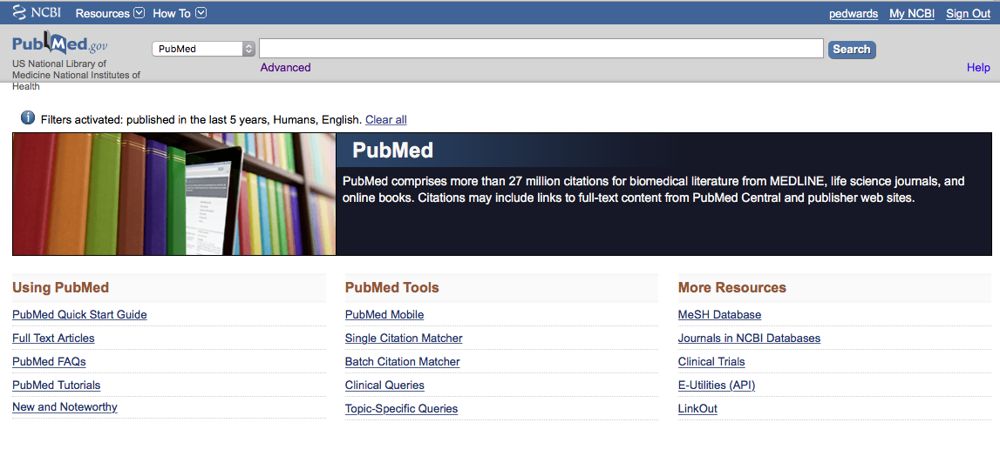 NCBI Resources How To pedwards My NCBI Sign Out
PubMed.gov
US National Library of
Medicine National Institutes of
Health
PubMed
Search
Advanced
Help
Filters activated: published in the last 5 years, Humans, English. Clear all
PubMed
PubMed comprises more than 27 million citations for biomedical literature from MEDLINE, life science journals, and
online books. Citations may include links to full-text content from PubMed Central and publisher web sites.
Using PubMed
PubMed Quick Start Guide
Full Text Articles
PubMed FAQs
PubMed Tutorials
New and Noteworthy
PubMed Tools
PubMed Mobile
Single Citation Matcher
Batch Citation Matcher
Clinical Queries
Topic-Specific Queries
More Resources
MeSH Database
Journals in NCBI Databases
Clinical Trials
E-Utilities (API)
LinkOut